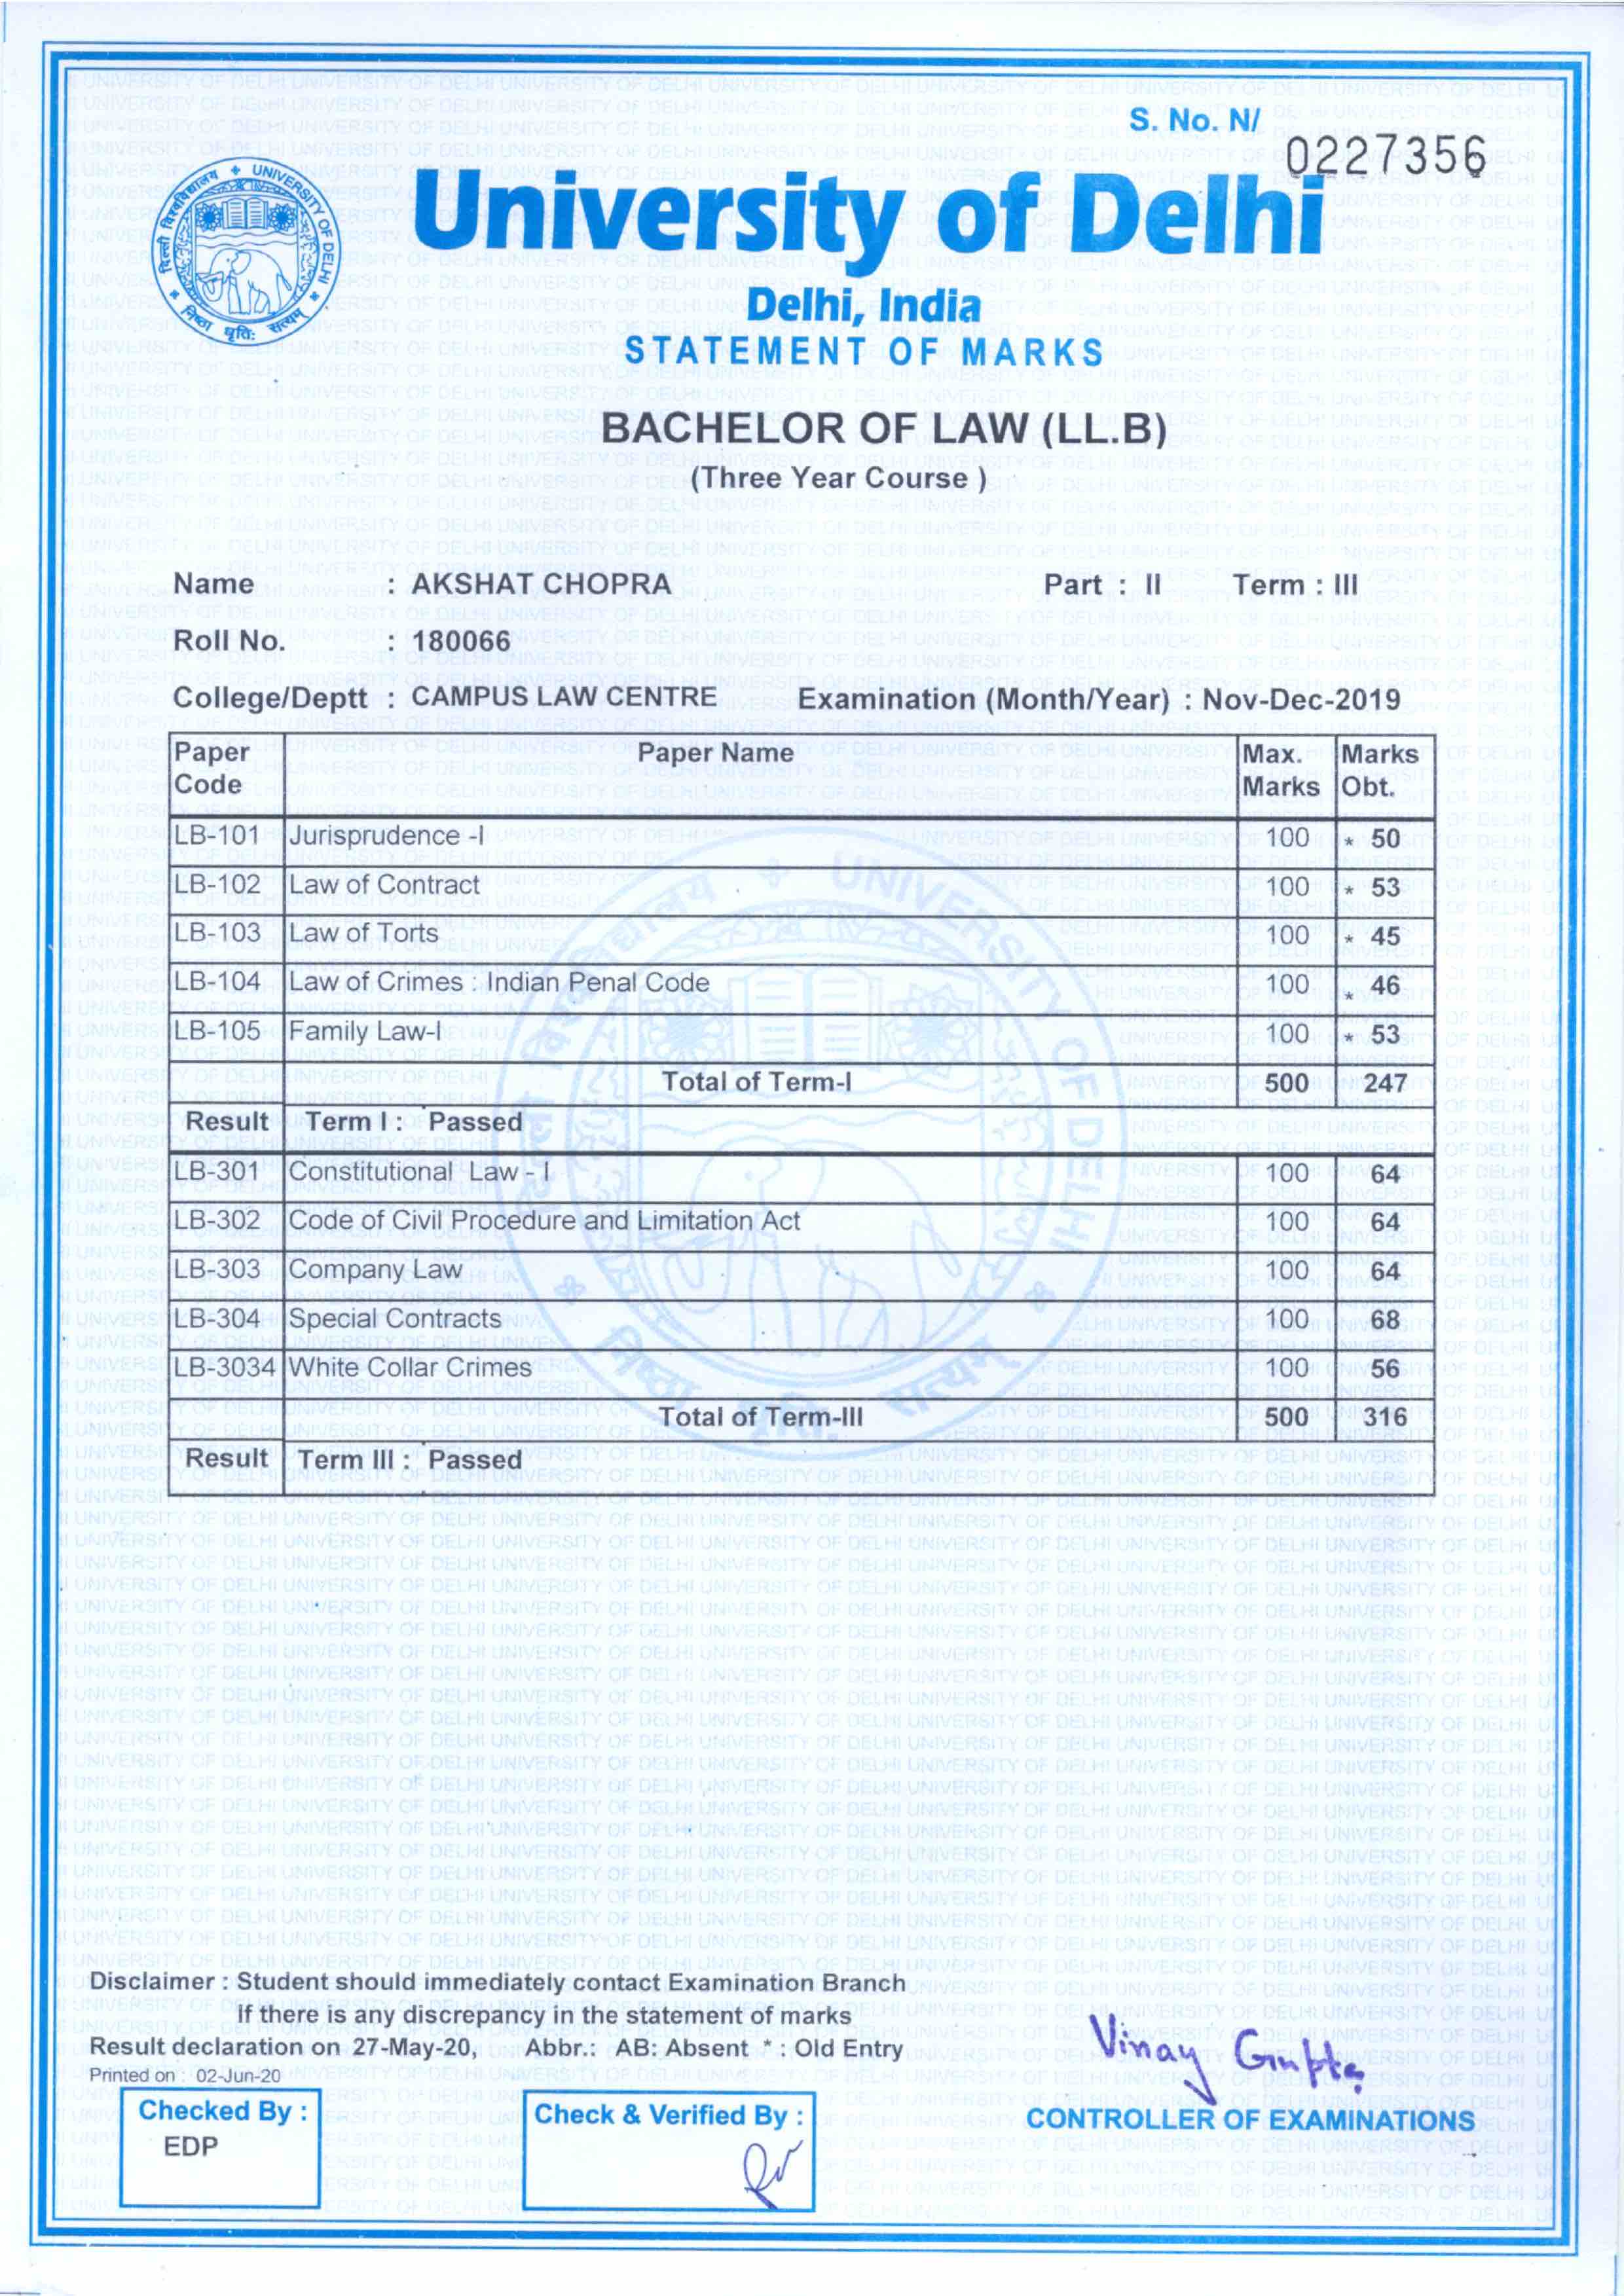 S. No. N/ 0227356
दिल्ली विश्वविद्यालय UNIVERSITY OF DELHI
निष्ठा धृति: सत्यम्
University of Delhi
Delhi, India
STATEMENT OF MARKS
BACHELOR OF LAW (LL.B)
(Three Year Course )
Name : AKSHAT CHOPRA Part : II Term : III
Roll No. : 180066
College/Deptt : CAMPUS LAW CENTRE Examination (Month/Year) : Nov-Dec-2019
Paper Code Paper Name Max. Marks Marks Obt.
LB-101 Jurisprudence -I 100 * 50
LB-102 Law of Contract 100 * 53
LB-103 Law of Torts 100 * 45
LB-104 Law of Crimes : Indian Penal Code 100 * 46
LB-105 Family Law-I 100 * 53
Total of Term-I 500 247
Result Term I : Passed
LB-301 Constitutional Law - I 100 64
LB-302 Code of Civil Procedure and Limitation Act 100 64
LB-303 Company Law 100 64
LB-304 Special Contracts 100 68
LB-3034 White Collar Crimes 100 56
Total of Term-III 500 316
Result Term III : Passed
Disclaimer : Student should immediately contact Examination Branch
If there is any discrepancy in the statement of marks
Result declaration on 27-May-20, Abbr.: AB: Absent * : Old Entry
Printed on : 02-Jun-20
Vinay Gupta
Checked By :
EDP
Check & Verified By :
CONTROLLER OF EXAMINATIONS